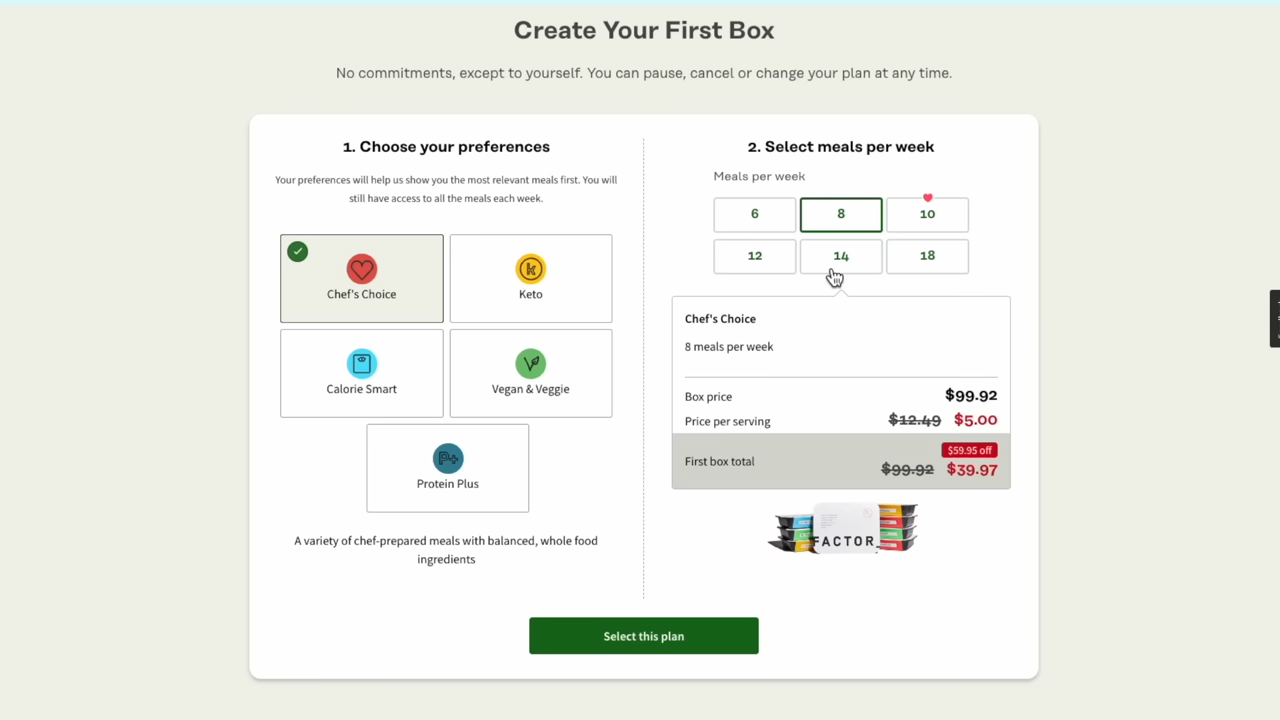 Create Your First Box
No commitments, except to yourself. You can pause, cancel or change your plan at any time.
1. Choose your preferences
Your preferences will help us show you the most relevant meals first. You will
still have access to all the meals each week.
Chef's Choice
Keto
Calorie Smart
Vegan & Veggie
P+
Protein Plus
A variety of chef-prepared meals with balanced, whole food
ingredients
2. Select meals per week
Meals per week
6 8 10
12 14 18
Chef's Choice
8 meals per week
Box price $99.92
Price per serving $12.49 $5.00
$59.95 off
First box total $99.92 $39.97
FACTOR_
Select this plan